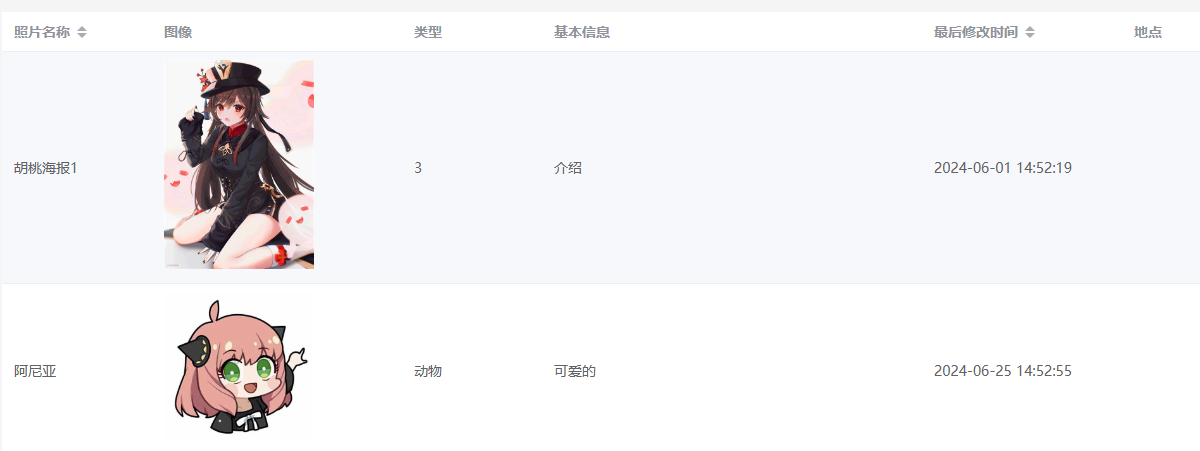 照片名称 图像 类型 基本信息 最后修改时间 地点
胡桃海报1 3 介绍 2024-06-01 14:52:19
阿尼亚 动物 可爱的 2024-06-25 14:52:55